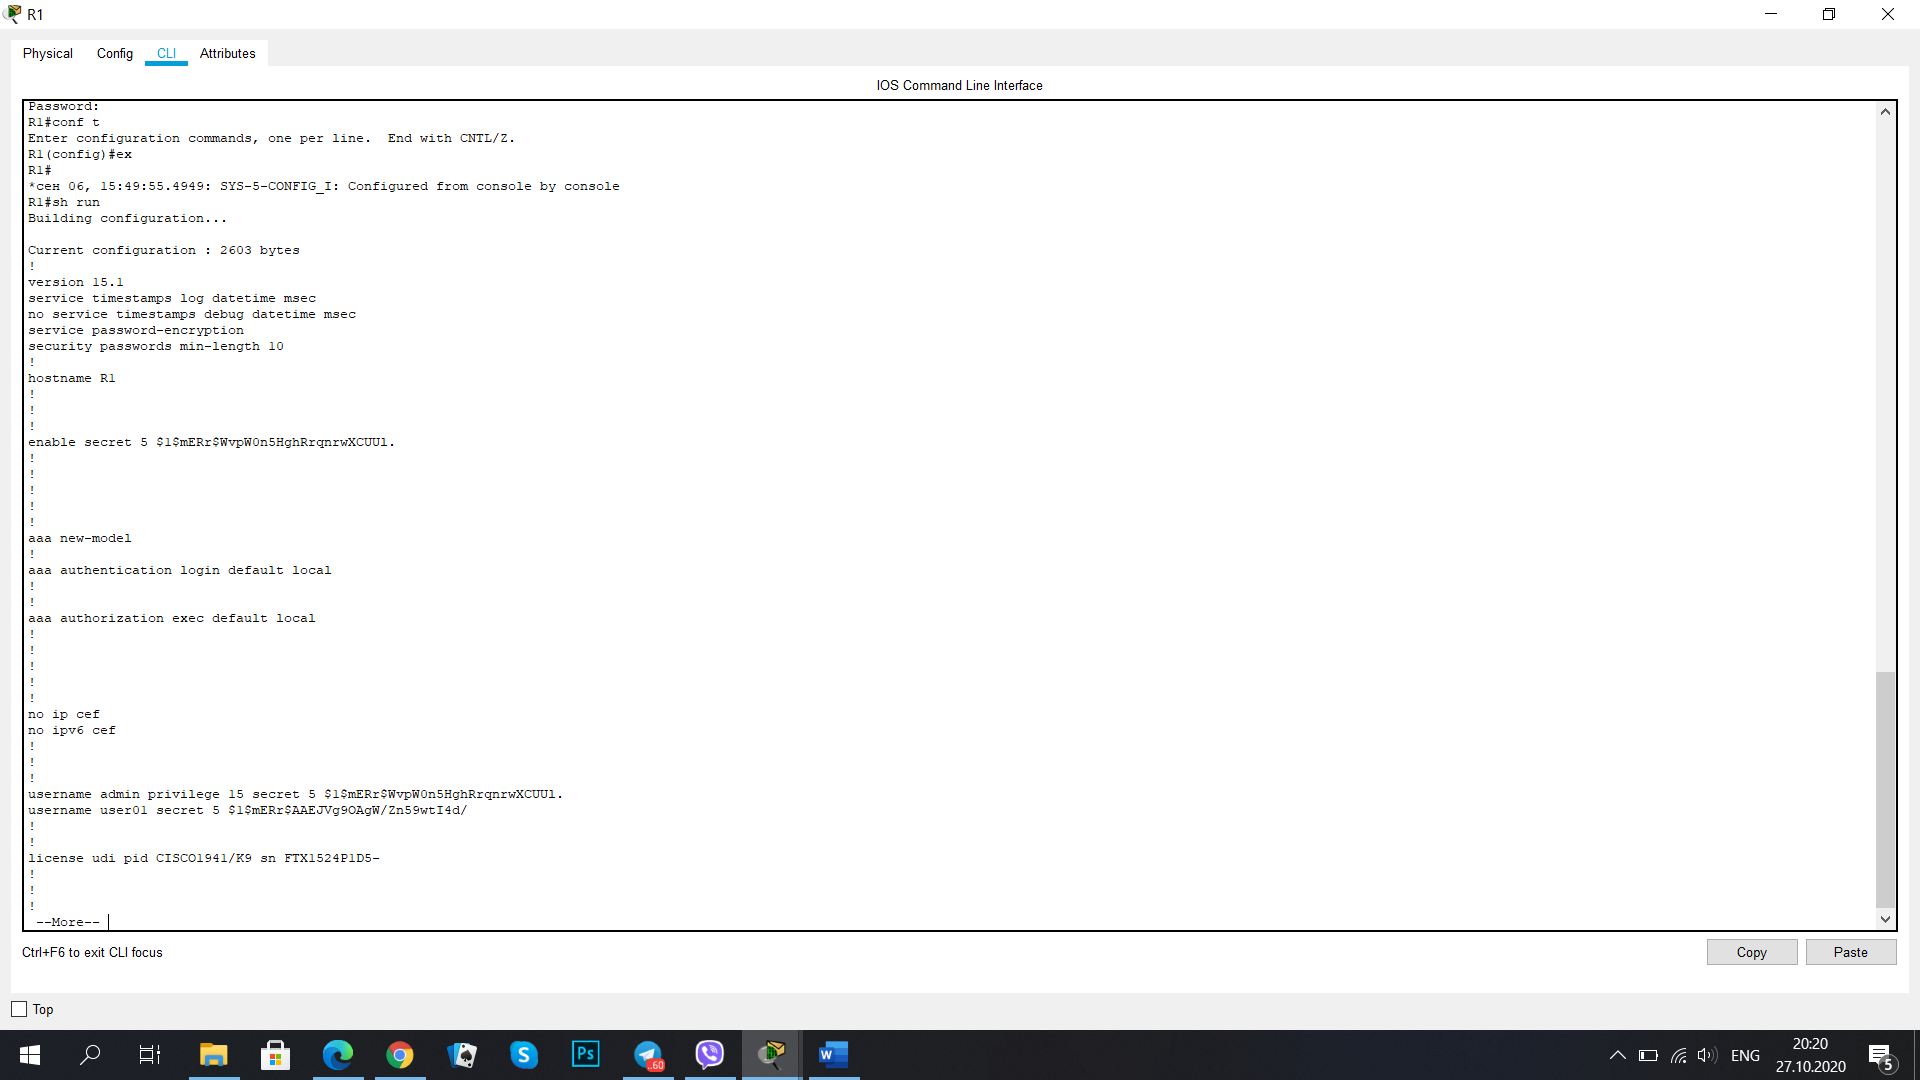 R1
Physical
Config
CLI
Attributes
IOS Command Line Interface
Password:
R1#conf t
Enter configuration commands, one per line.  End with CNTL/Z.
R1(config)#ex
R1#
*сен 06, 15:49:55.4949: SYS-5-CONFIG_I: Configured from console by console
R1#sh run
Building configuration...
Current configuration : 2603 bytes
!
version 15.1
service timestamps log datetime msec
no service timestamps debug datetime msec
service password-encryption
security passwords min-length 10
!
hostname R1
!
!
!
enable secret 5 $1$mERr$WvpW0n5HghRrqnrwXCUUl.
!
!
!
!
!
aaa new-model
!
aaa authentication login default local
!
!
aaa authorization exec default local
!
!
!
!
!
no ip cef
no ipv6 cef
!
!
!
username admin privilege 15 secret 5 $1$mERr$WvpW0n5HghRrqnrwXCUUl.
username user01 secret 5 $1$mERr$AAEJVg9OAgW/Zn59wtI4d/
!
!
license udi pid CISCO1941/K9 sn FTX1524P1D5-
!
!
!
--More--
Ctrl+F6 to exit CLI focus
Copy
Paste
Top
S
Ps
..60
W
ENG
20:20
27.10.2020
5